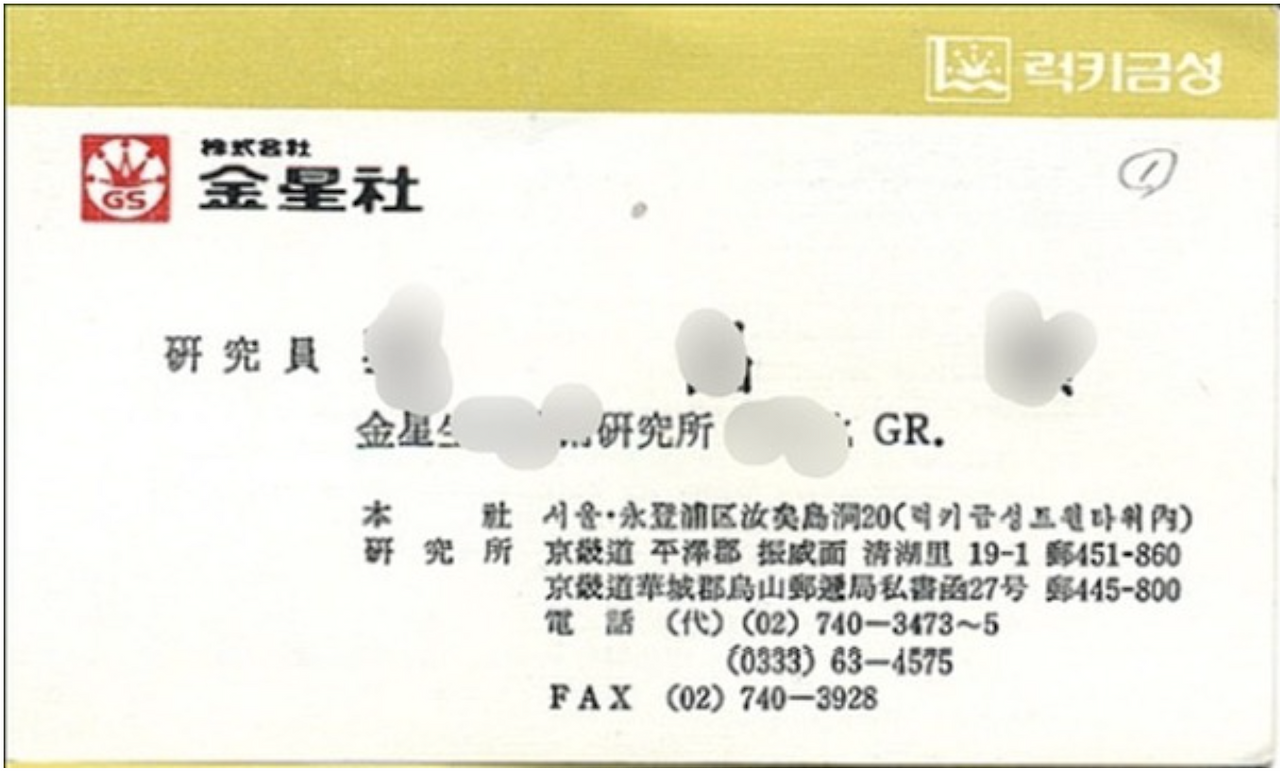 럭키금성
株式会社
金星社
GS
①
研究員
金星生 研究所 GR.
本 社 서울·永登浦区汝矣島洞20(럭키금성트윈타워內)
研究所 京畿道 平澤郡 振威面 清湖里 19-1 郵451-860
京畿道華城郡烏山郵遞局私書函27号 郵445-800
電話 (代) (02) 740-3473~5
(0333) 63-4575
FAX (02) 740-3928